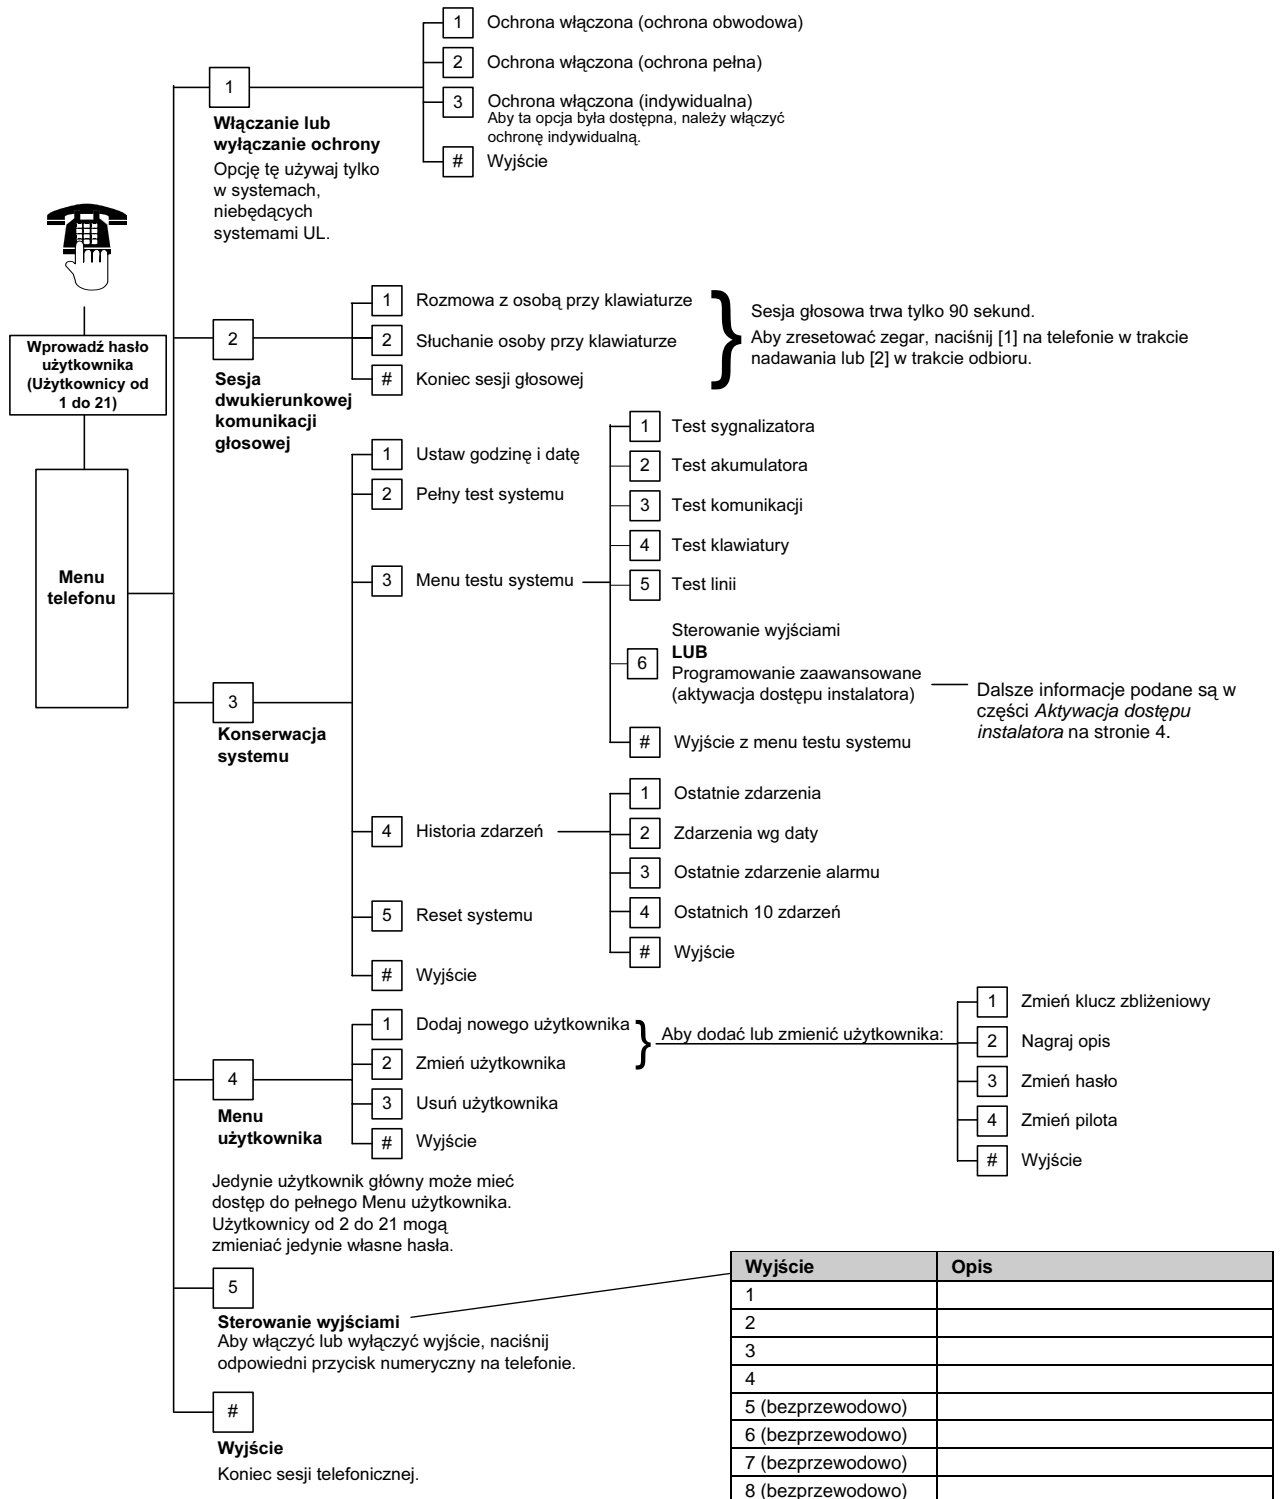 1 Ochrona włączona (ochrona obwodowa)
2 Ochrona włączona (ochrona pełna)
1
3 Ochrona włączona (indywidualna)
Aby ta opcja była dostępna, należy włączyć
ochronę indywidualną.
# Wyjście
Włączanie lub
wyłączanie ochrony
Opcję tę używaj tylko
w systemach,
niebędących
systemami UL.
Wprowadź hasło
użytkownika
(Użytkownicy od
1 do 21)
Menu
telefonu
2
Sesja
dwukierunkowej
komunikacji
głosowej
1 Rozmowa z osobą przy klawiaturze
2 Słuchanie osoby przy klawiaturze
# Koniec sesji głosowej
} Sesja głosowa trwa tylko 90 sekund.
Aby zresetować zegar, naciśnij [1] na telefonie w trakcie
nadawania lub [2] w trakcie odbioru.
3
Konserwacja
systemu
1 Ustaw godzinę i datę
2 Pełny test systemu
3 Menu testu systemu
1 Test sygnalizatora
2 Test akumulatora
3 Test komunikacji
4 Test klawiatury
5 Test linii
Sterowanie wyjściami
6 LUB
Programowanie zaawansowane
(aktywacja dostępu instalatora)
Dalsze informacje podane są w
części Aktywacja dostępu
instalatora na stronie 4.
# Wyjście z menu testu systemu
4 Historia zdarzeń
1 Ostatnie zdarzenia
2 Zdarzenia wg daty
3 Ostatnie zdarzenie alarmu
4 Ostatnich 10 zdarzeń
# Wyjście
5 Reset systemu
# Wyjście
4
Menu
użytkownika
1 Dodaj nowego użytkownika
2 Zmień użytkownika
3 Usuń użytkownika
# Wyjście
} Aby dodać lub zmienić użytkownika:
1 Zmień klucz zbliżeniowy
2 Nagraj opis
3 Zmień hasło
4 Zmień pilota
# Wyjście
Jedynie użytkownik główny może mieć
dostęp do pełnego Menu użytkownika.
Użytkownicy od 2 do 21 mogą
zmieniać jedynie własne hasła.
5
Sterowanie wyjściami
Aby włączyć lub wyłączyć wyjście, naciśnij
odpowiedni przycisk numeryczny na telefonie.
#
Wyjście
Koniec sesji telefonicznej.
Wyjście Opis
1
2
3
4
5 (bezprzewodowo)
6 (bezprzewodowo)
7 (bezprzewodowo)
8 (bezprzewodowo)